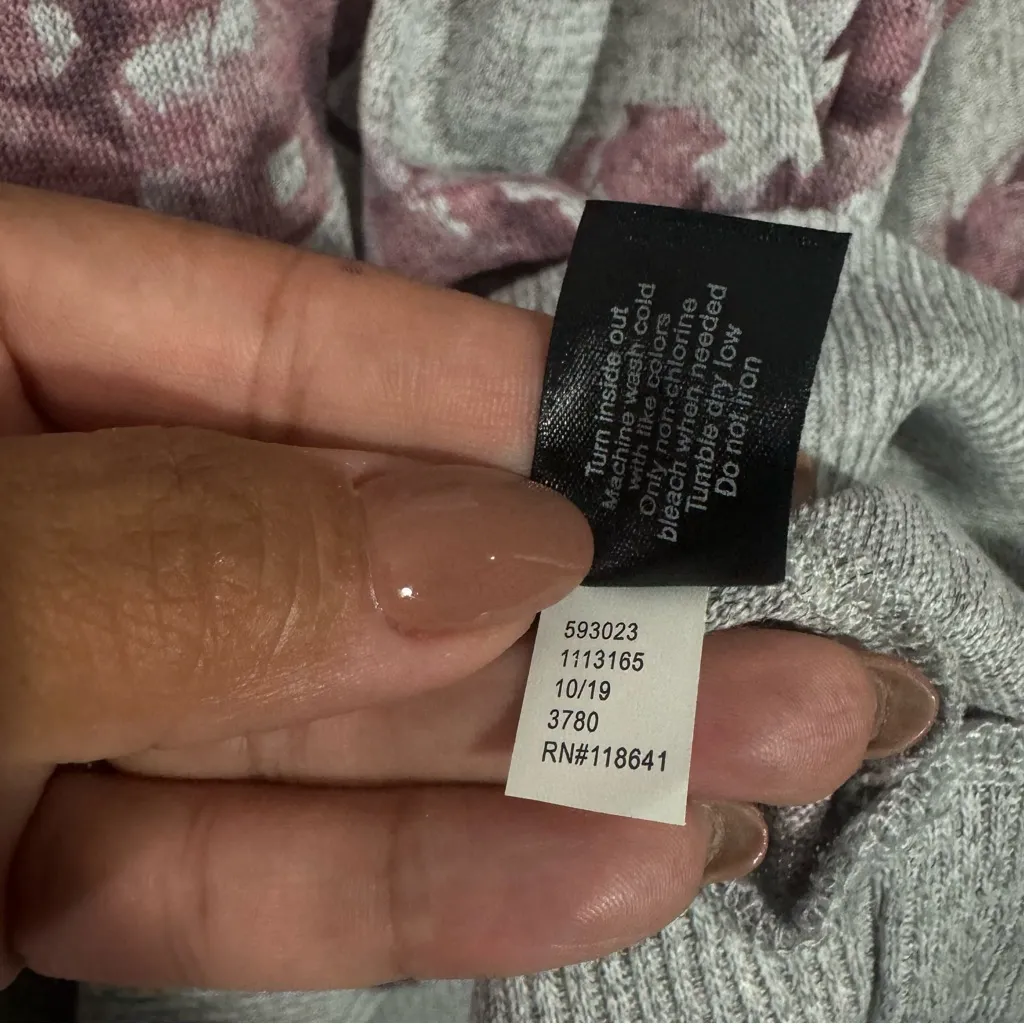 Turn inside out
Machine wash cold
with like colors
Only non-chlorine
bleach when needed
Tumble dry low
Do not iron
593023
1113165
10/19
3780
RN#118641